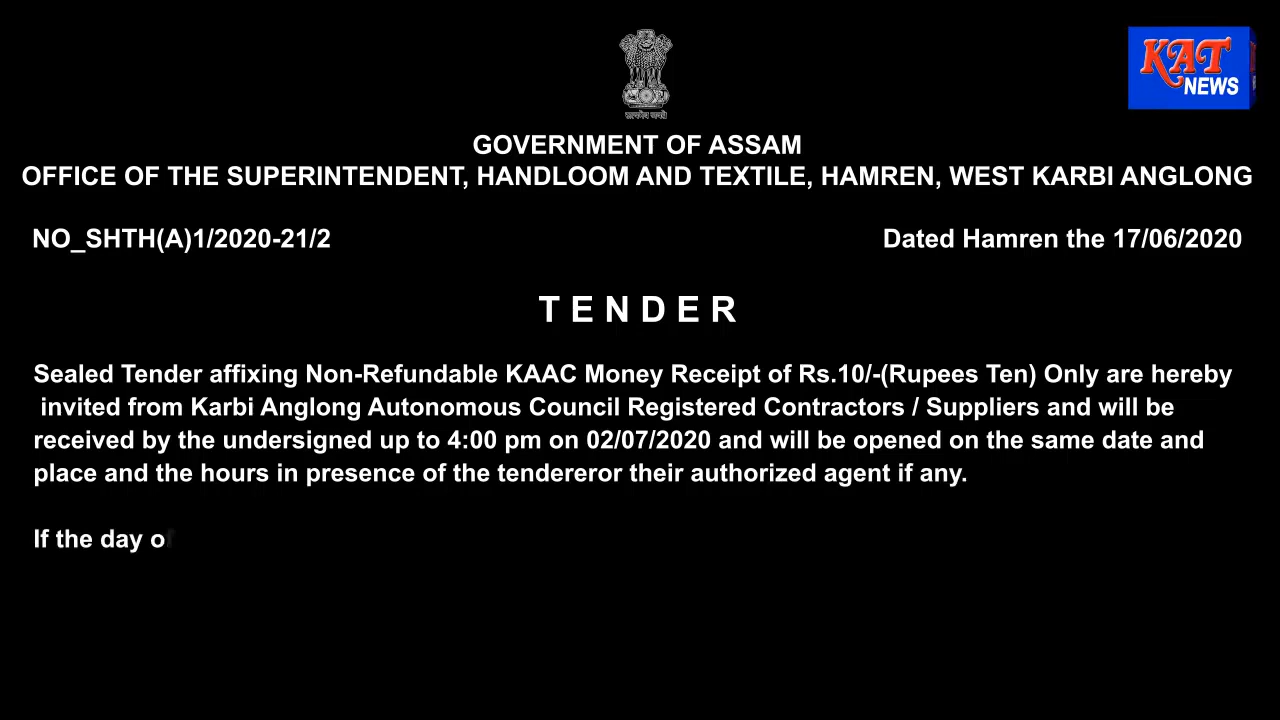 KAT
NEWS
सत्यमेव जयते
GOVERNMENT OF ASSAM
OFFICE OF THE SUPERINTENDENT, HANDLOOM AND TEXTILE, HAMREN, WEST KARBI ANGLONG
NO_SHTH(A)1/2020-21/2 Dated Hamren the 17/06/2020
T E N D E R
Sealed Tender affixing Non-Refundable KAAC Money Receipt of Rs.10/-(Rupees Ten) Only are hereby
invited from Karbi Anglong Autonomous Council Registered Contractors / Suppliers and will be
received by the undersigned up to 4:00 pm on 02/07/2020 and will be opened on the same date and
place and the hours in presence of the tendereror their authorized agent if any.
If the day of